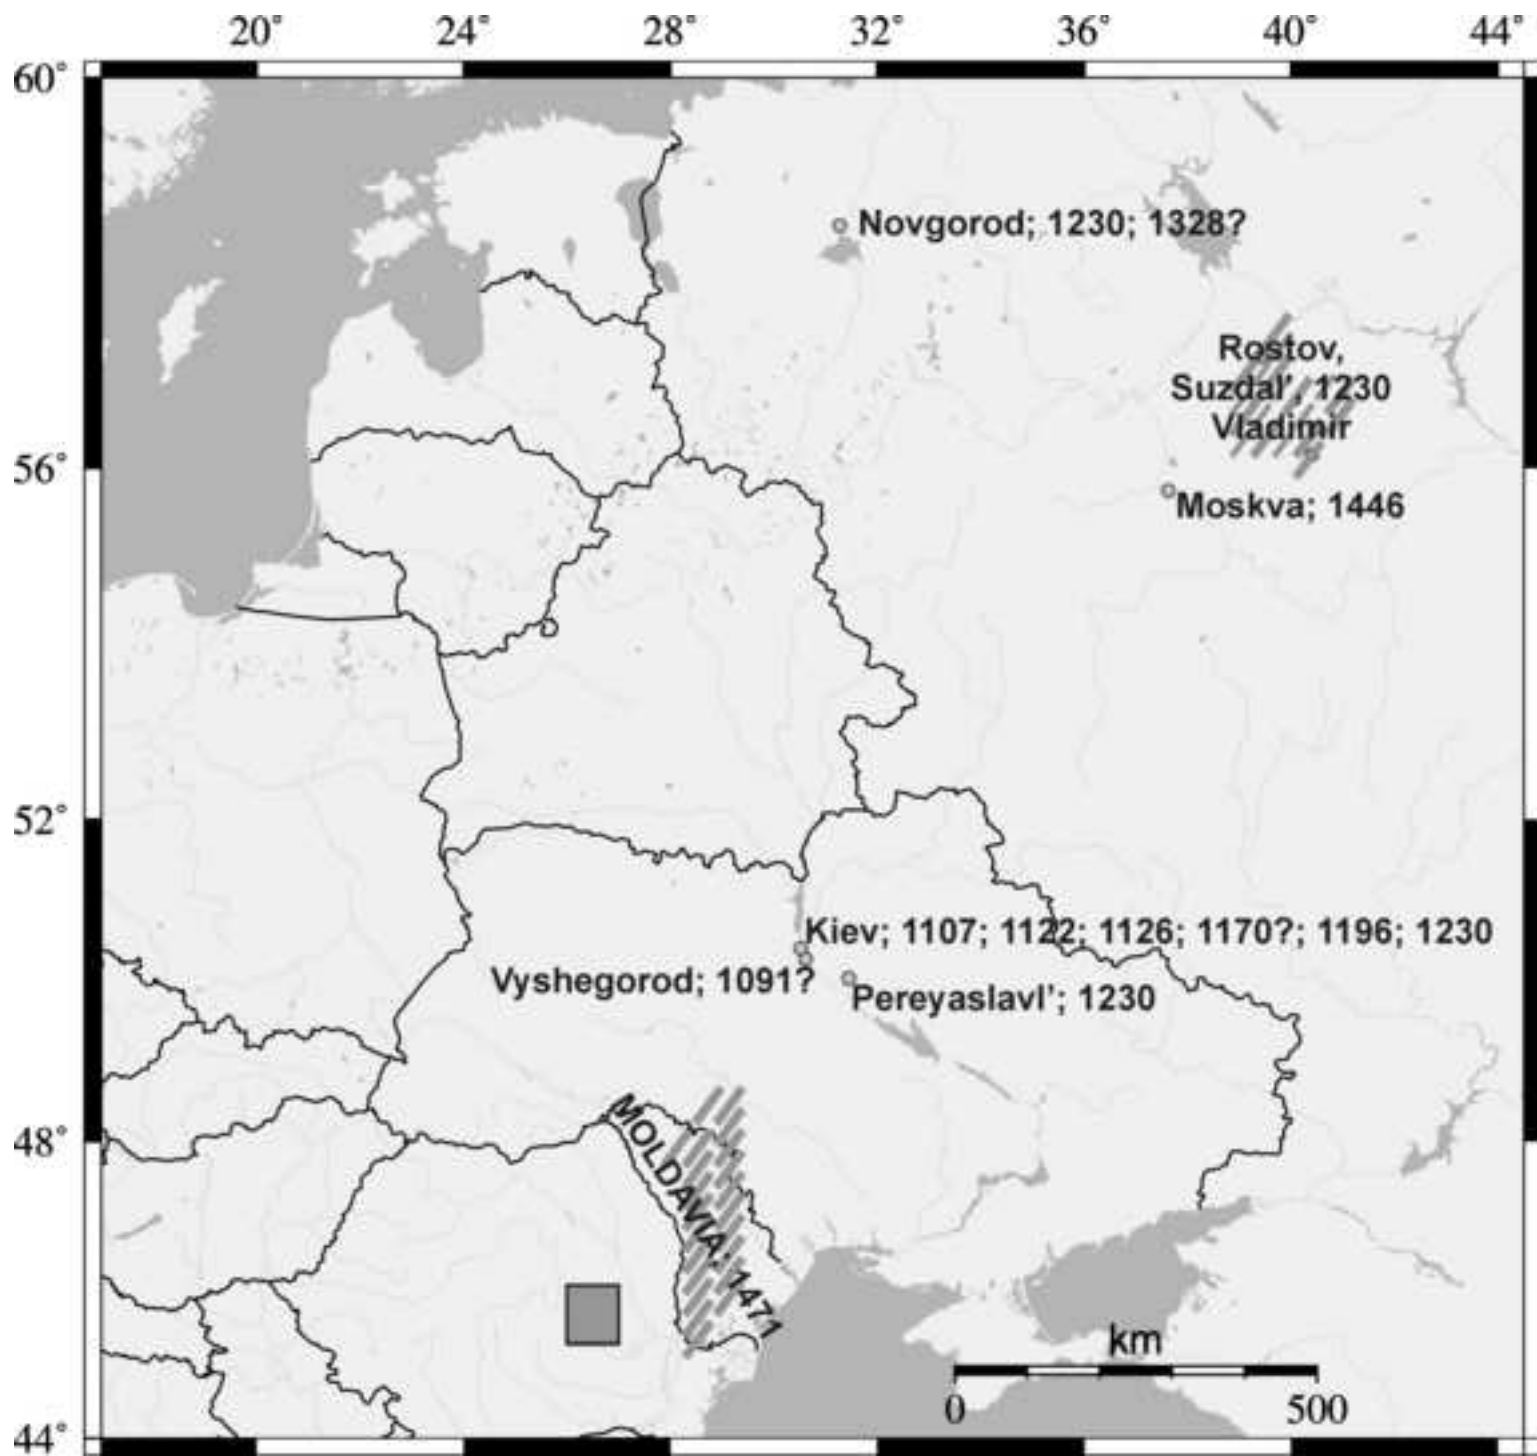 20° 24° 28° 32° 36° 40° 44°
60°
Novgorod; 1230; 1328?
Rostov,
Suzdal’, 1230
Vladimir
56°
Moskva; 1446
52°
Kiev; 1107; 1122; 1126; 1170?; 1196; 1230
Vyshegorod; 1091?
Pereyaslavl’; 1230
48°
MOLDAVIA; 1471
km
0 500
44°